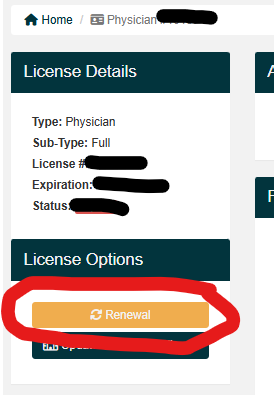 Home / Physician
License Details
Type: Physician
Sub-Type: Full
License #
Expiration:
Status:
License Options
Renewal